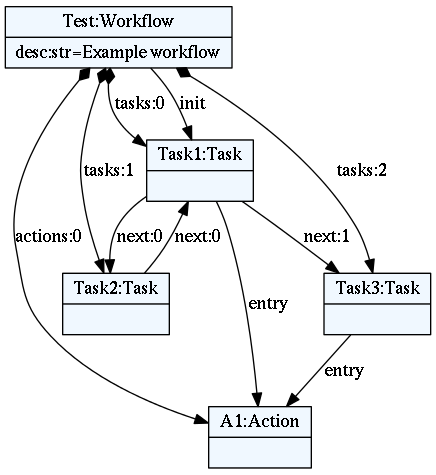 Test:Workflow
desc:str=Example workflow
tasks:0
init
Task1:Task
tasks:1
tasks:2
actions:0
next:0
next:0
next:1
Task2:Task
Task3:Task
entry
entry
A1:Action